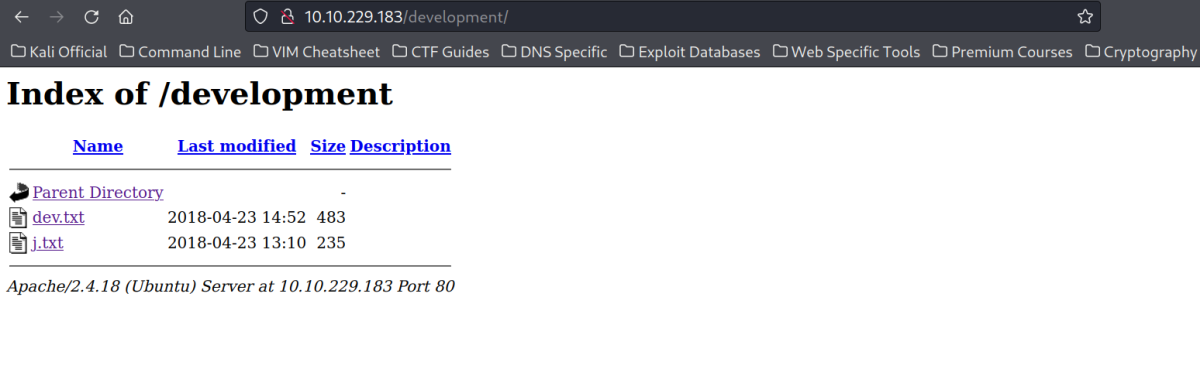 10.10.229.183/development/
Kali Official Command Line VIM Cheatsheet CTF Guides DNS Specific Exploit Databases Web Specific Tools Premium Courses Cryptography
Index of /development
Name Last modified Size Description
Parent Directory -
dev.txt 2018-04-23 14:52 483
j.txt 2018-04-23 13:10 235
Apache/2.4.18 (Ubuntu) Server at 10.10.229.183 Port 80